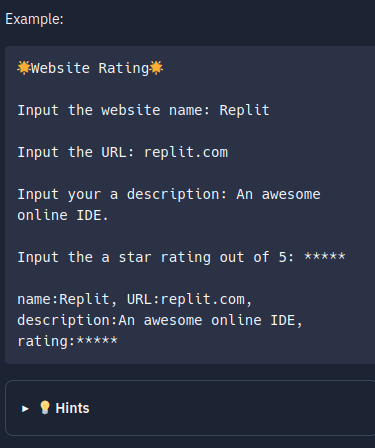 Example:
🌟Website Rating🌟
Input the website name: Replit
Input the URL: replit.com
Input your a description: An awesome
online IDE.
Input the a star rating out of 5: *****
name:Replit, URL:replit.com,
description:An awesome online IDE,
rating:*****
▸ 💡 Hints